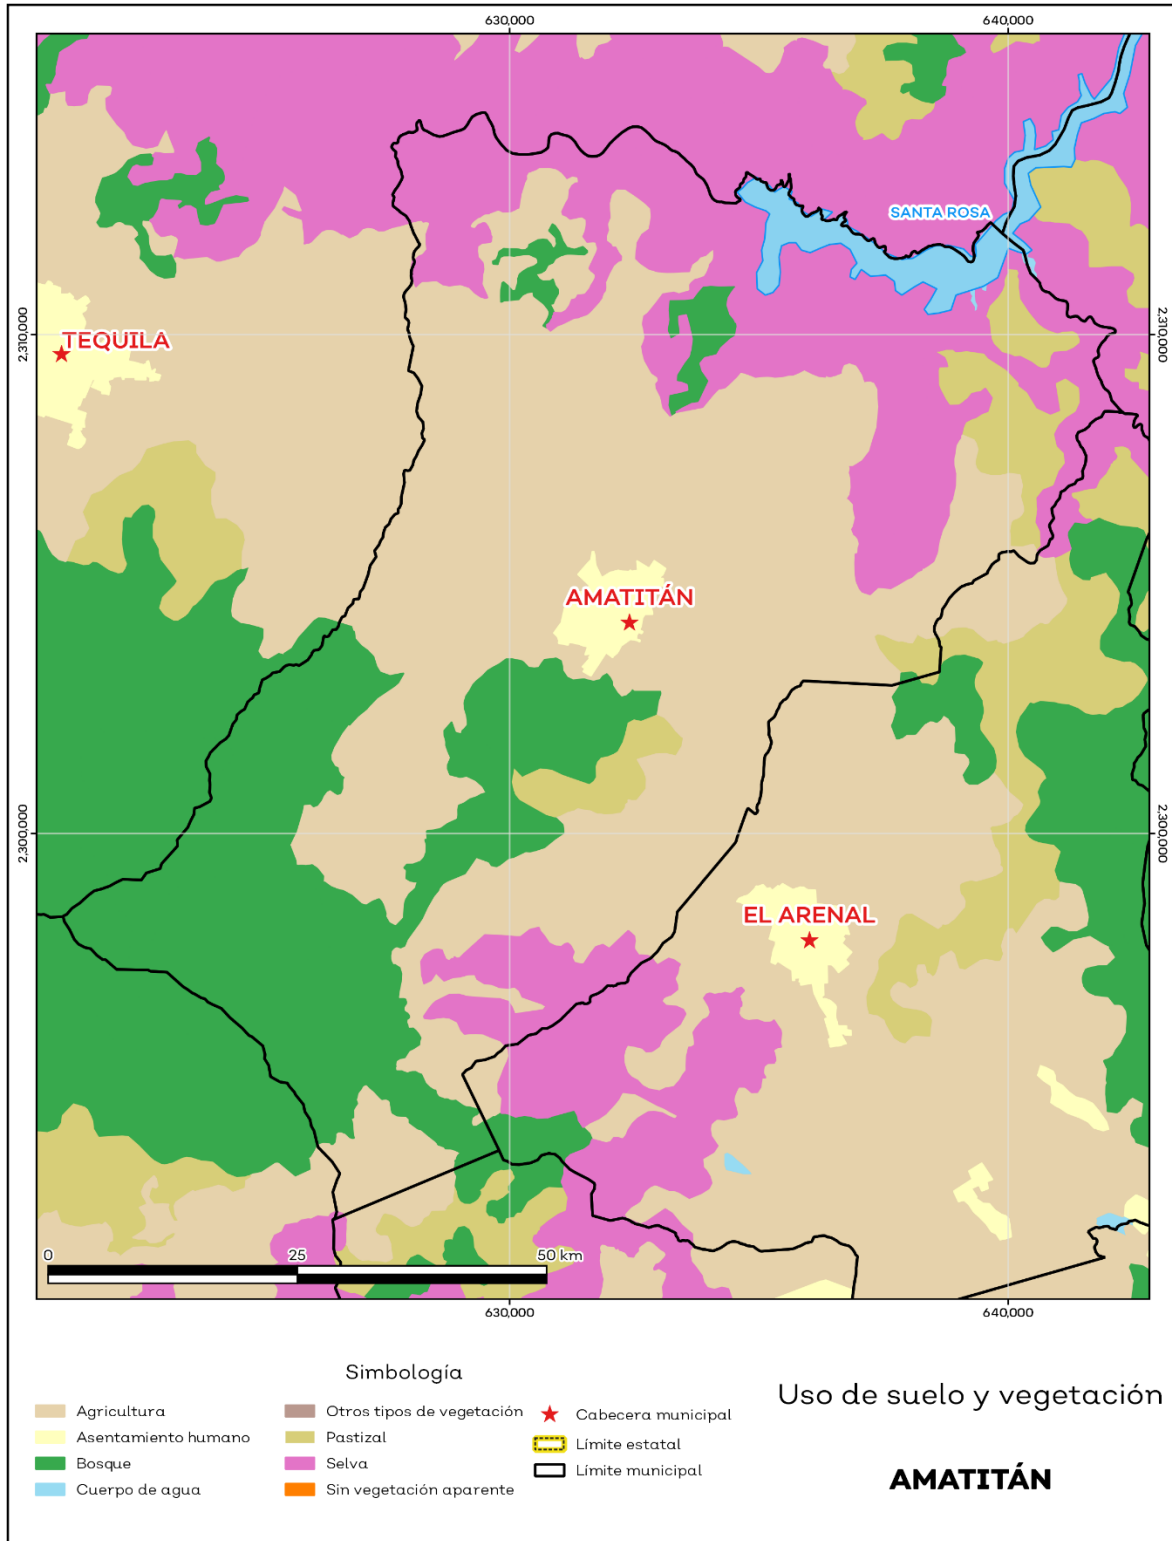 630,000 640,000
SANTA ROSA
2,310,000 2,310,000
TEQUILA
AMATITÁN
2,300,000 2,300,000
EL ARENAL
0 25 50 km
630,000 640,000
Simbología
Agricultura
Asentamiento humano
Bosque
Cuerpo de agua
Otros tipos de vegetación
Pastizal
Selva
Sin vegetación aparente
Cabecera municipal
Límite estatal
Límite municipal
Uso de suelo y vegetación
AMATITÁN